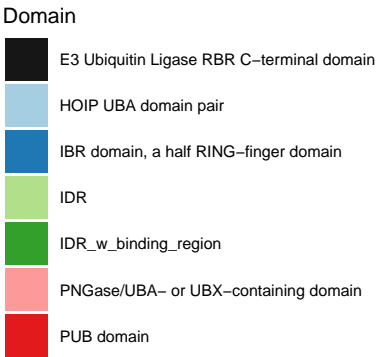 Domain
E3 Ubiquitin Ligase RBR C−terminal domain
HOIP UBA domain pair
IBR domain, a half RING−finger domain
IDR
IDR_w_binding_region
PNGase/UBA− or UBX−containing domain
PUB domain